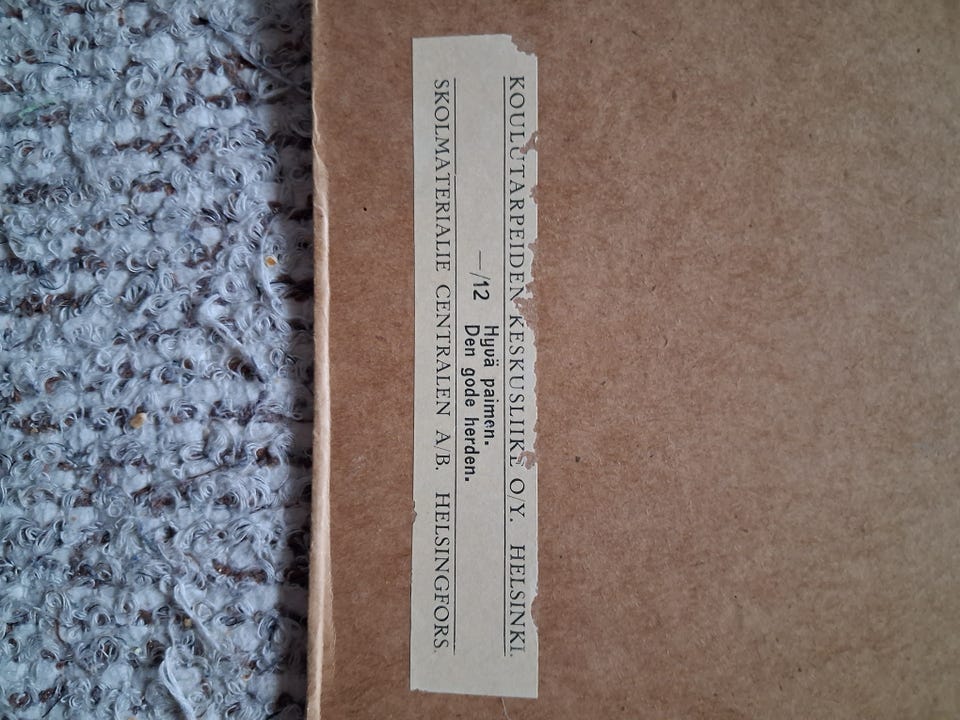 KOULUTARPEIDEN KESKUSLIIKE O/Y. HELSINKI.
—/12 Hyvä paimen.
Den gode herden.
SKOLMATERIALIE CENTRALEN A/B. HELSINGFORS.